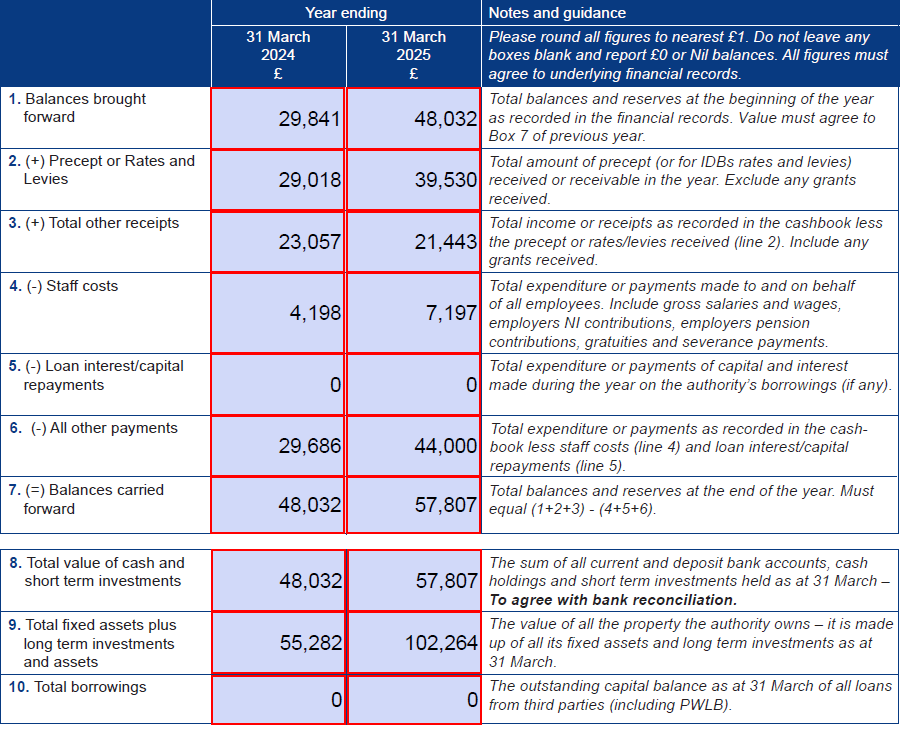 Year ending
Notes and guidance
31 March
2024
£
31 March
2025
£
Please round all figures to nearest £1. Do not leave any
boxes blank and report £0 or Nil balances. All figures must
agree to underlying financial records.
1. Balances brought
forward
29,841
48,032
Total balances and reserves at the beginning of the year
as recorded in the financial records. Value must agree to
Box 7 of previous year.
2. (+) Precept or Rates and
Levies
29,018
39,530
Total amount of precept (or for IDBs rates and levies)
received or receivable in the year. Exclude any grants
received.
3. (+) Total other receipts
23,057
21,443
Total income or receipts as recorded in the cashbook less
the precept or rates/levies received (line 2). Include any
grants received.
4. (-) Staff costs
4,198
7,197
Total expenditure or payments made to and on behalf
of all employees. Include gross salaries and wages,
employers NI contributions, employers pension
contributions, gratuities and severance payments.
5. (-) Loan interest/capital
repayments
0
0
Total expenditure or payments of capital and interest
made during the year on the authority’s borrowings (if any).
6. (-) All other payments
29,686
44,000
Total expenditure or payments as recorded in the cash-
book less staff costs (line 4) and loan interest/capital
repayments (line 5).
7. (=) Balances carried
forward
48,032
57,807
Total balances and reserves at the end of the year. Must
equal (1+2+3) - (4+5+6).
8. Total value of cash and
short term investments
48,032
57,807
The sum of all current and deposit bank accounts, cash
holdings and short term investments held as at 31 March –
To agree with bank reconciliation.
9. Total fixed assets plus
long term investments
and assets
55,282
102,264
The value of all the property the authority owns – it is made
up of all its fixed assets and long term investments as at
31 March.
10. Total borrowings
0
0
The outstanding capital balance as at 31 March of all loans
from third parties (including PWLB).